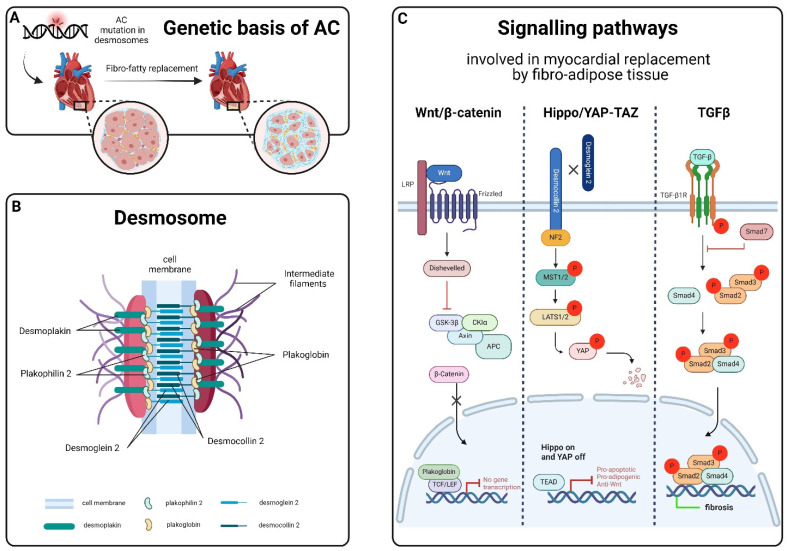 A
Genetic basis of AC
AC
mutation in
desmosomes
Fibro-fatty replacement
B
Desmosome
cell
membrane
Intermediate
filaments
Desmoplakin
Plakophilin 2
Plakoglobin
Desmoglein 2
Desmocollin 2
cell membrane
plakophilin 2
desmoglein 2
desmoplakin
plakoglobin
desmocollin 2
C
Signalling pathways
involved in myocardial replacement
by fibro-adipose tissue
Wnt/β-catenin
LRP
Wnt
Frizzled
Dishevelled
GSK-3β
CKIα
Axin
APC
β-Catenin
Plakoglobin
TCF/LEF
No gene
transcription
Hippo/YAP-TAZ
Desmocollin 2
Desmoglein 2
NF2
MST1/2
P
LATS1/2
P
YAP
P
Hippo on
and YAP off
TEAD
Pro-apoptotic
Pro-adipogenic
Anti-Wnt
TGFβ
TGF-β
TGF-β1R
P
Smad7
Smad4
P
Smad3
P
Smad2
P
Smad3
P
Smad2
Smad4
P
Smad3
P
Smad2
Smad4
fibrosis